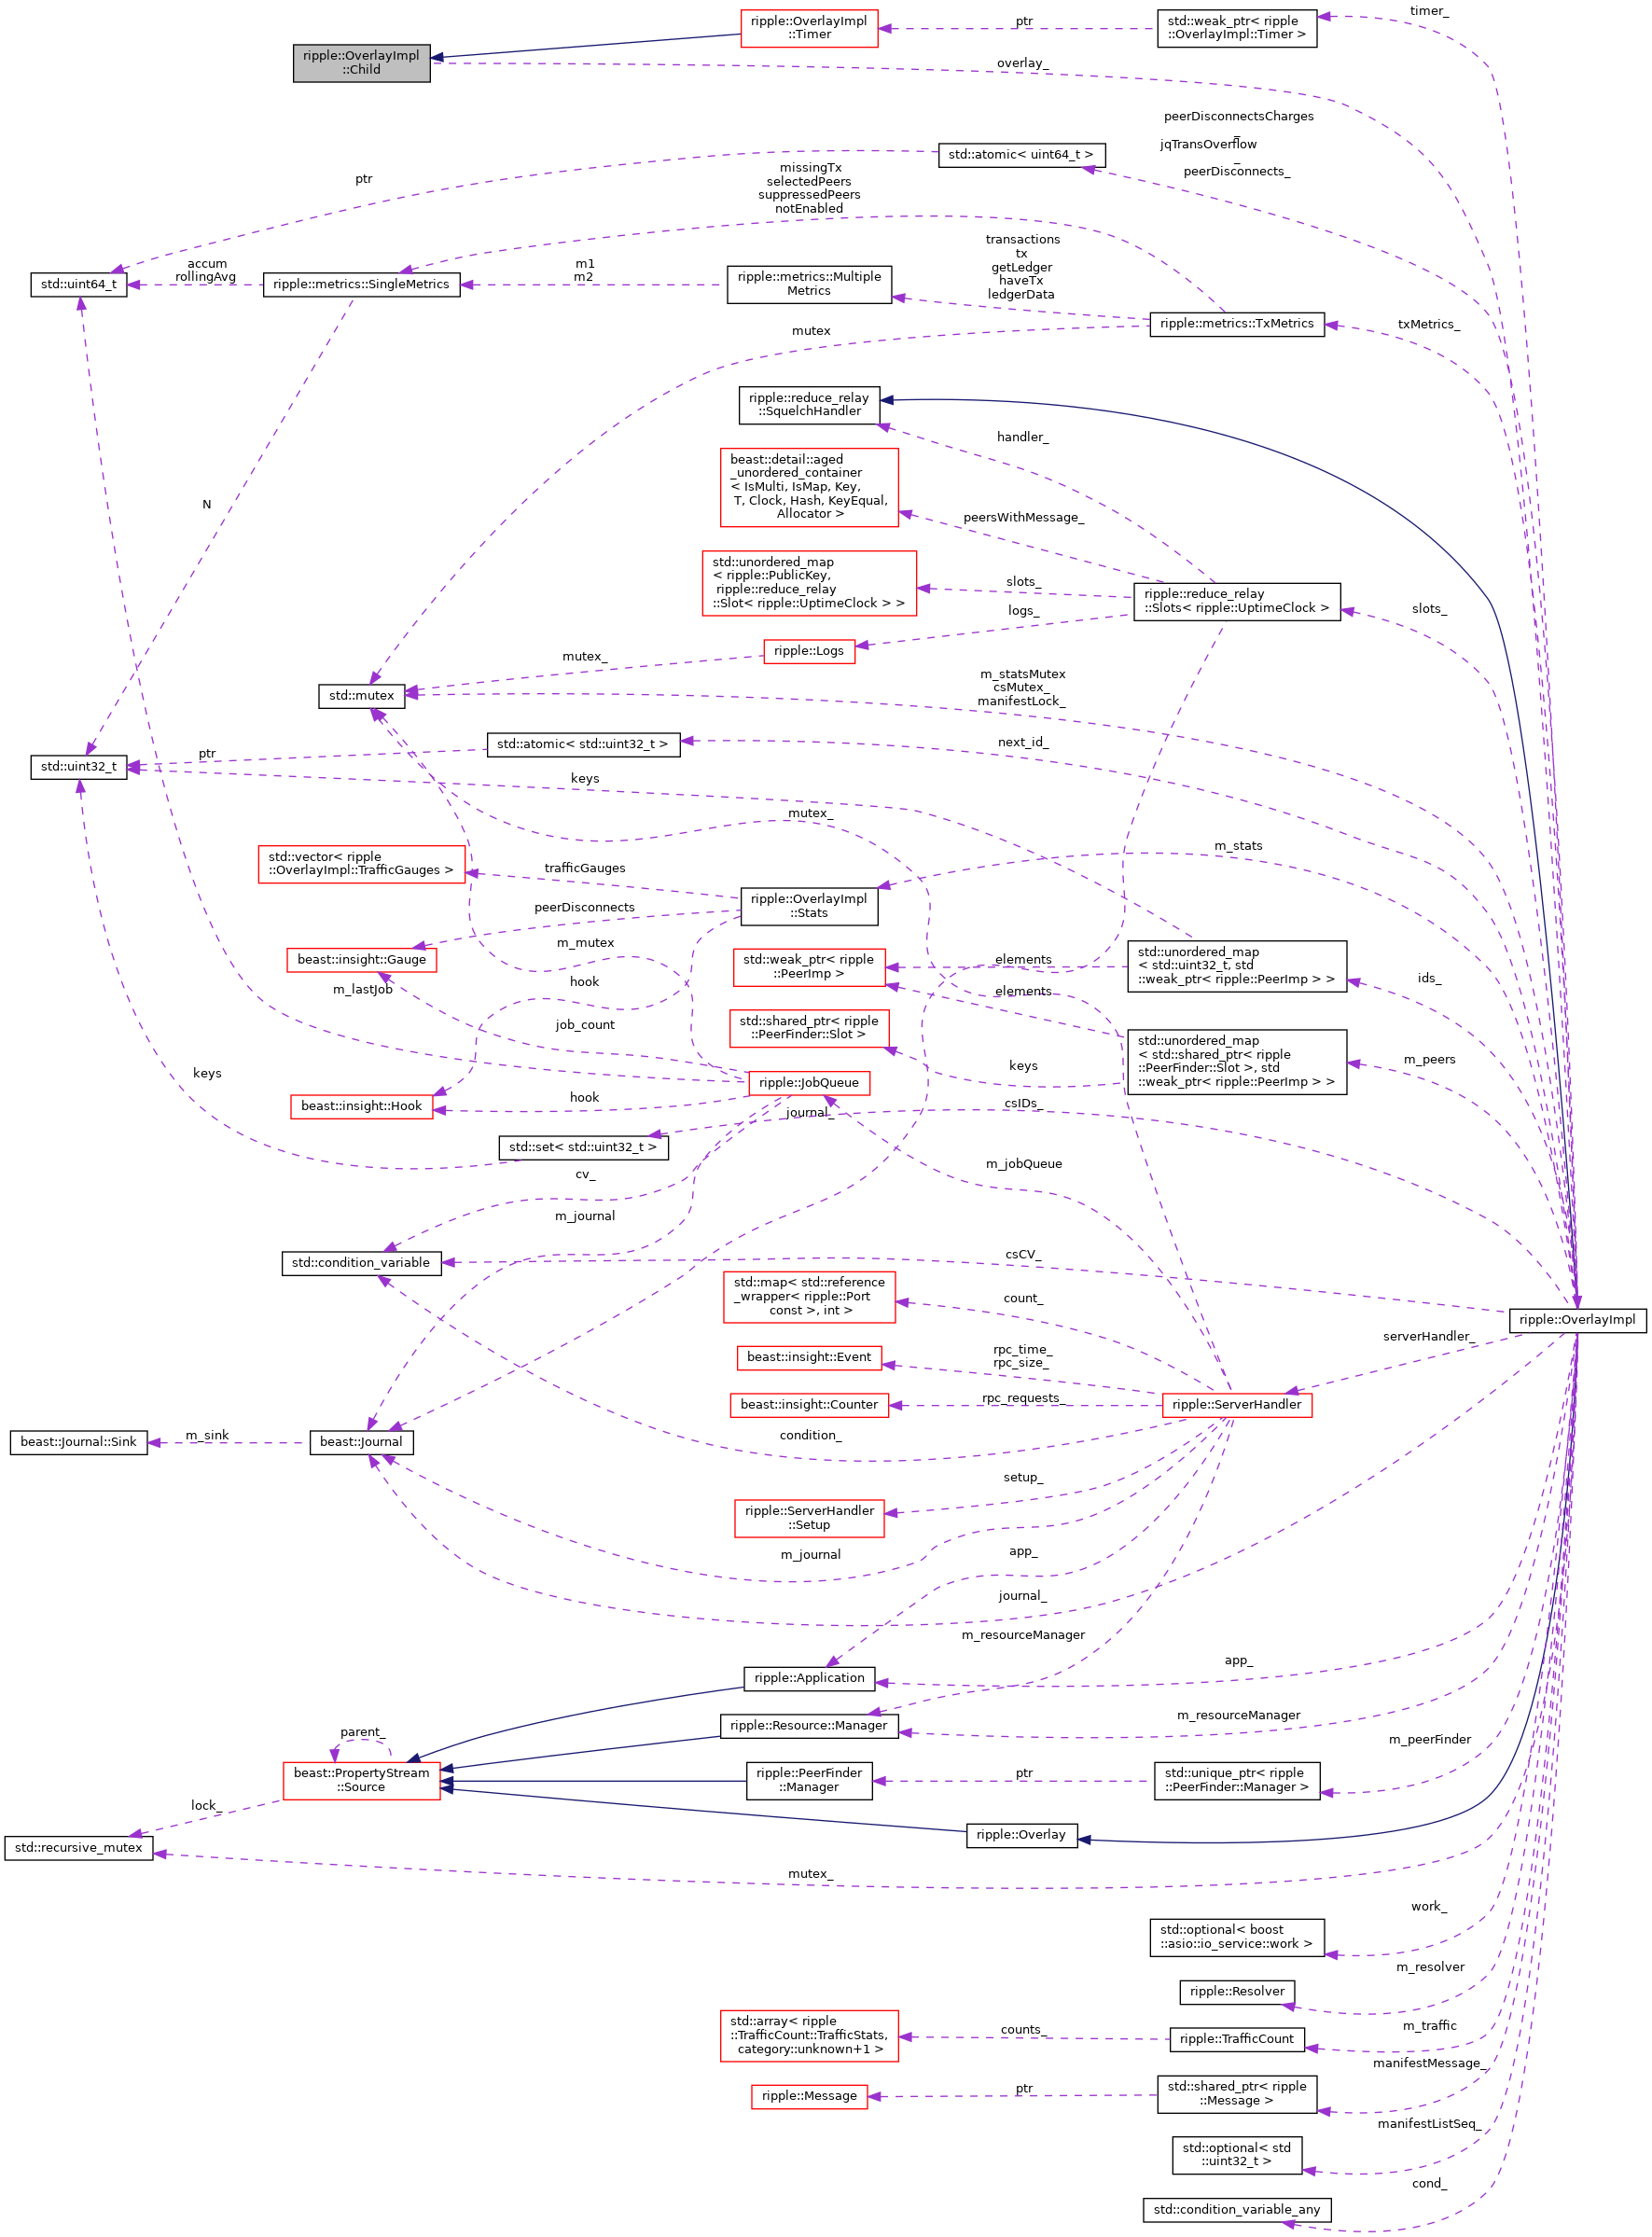 timer_
ripple::OverlayImpl
::Timer
ptr
std::weak_ptr< ripple
::OverlayImpl::Timer >
ripple::OverlayImpl
::Child
overlay_
peerDisconnectsCharges
_
jqTransOverflow
_
peerDisconnects_
std::atomic< uint64_t >
ptr
missingTx
selectedPeers
suppressedPeers
notEnabled
transactions
tx
getLedger
haveTx
ledgerData
accum
rollingAvg
m1
m2
std::uint64_t
ripple::metrics::SingleMetrics
ripple::metrics::Multiple
Metrics
ripple::metrics::TxMetrics
txMetrics_
mutex
ripple::reduce_relay
::SquelchHandler
handler_
beast::detail::aged
_unordered_container
< IsMulti, IsMap, Key,
T, Clock, Hash, KeyEqual,
Allocator >
N
peersWithMessage_
std::unordered_map
< ripple::PublicKey,
ripple::reduce_relay
::Slot< ripple::UptimeClock > >
slots_
ripple::reduce_relay
::Slots< ripple::UptimeClock >
slots_
logs_
ripple::Logs
mutex_
m_statsMutex
csMutex_
manifestLock_
std::mutex
std::atomic< std::uint32_t >
next_id_
ptr
std::uint32_t
keys
mutex_
m_stats
std::vector< ripple
::OverlayImpl::TrafficGauges >
trafficGauges
ripple::OverlayImpl
::Stats
peerDisconnects
m_mutex
beast::insight::Gauge
std::weak_ptr< ripple
::PeerImp >
elements
std::unordered_map
< std::uint32_t, std
::weak_ptr< ripple::PeerImp > >
ids_
hook
m_lastJob
elements
std::shared_ptr< ripple
::PeerFinder::Slot >
job_count
std::unordered_map
< std::shared_ptr< ripple
::PeerFinder::Slot >, std
::weak_ptr< ripple::PeerImp > >
m_peers
keys
keys
ripple::JobQueue
hook
beast::insight::Hook
journal_
csIDs_
std::set< std::uint32_t >
m_jobQueue
cv_
m_journal
std::condition_variable
csCV_
std::map< std::reference
_wrapper< ripple::Port
const >, int >
count_
ripple::OverlayImpl
serverHandler_
beast::insight::Event
rpc_time_
rpc_size_
beast::insight::Counter
rpc_requests_
ripple::ServerHandler
beast::Journal::Sink
m_sink
beast::Journal
condition_
setup_
ripple::ServerHandler
::Setup
m_journal
app_
journal_
m_resourceManager
app_
ripple::Application
m_resourceManager
ripple::Resource::Manager
parent_
m_peerFinder
beast::PropertyStream
::Source
ripple::PeerFinder
::Manager
ptr
std::unique_ptr< ripple
::PeerFinder::Manager >
lock_
ripple::Overlay
std::recursive_mutex
mutex_
work_
std::optional< boost
::asio::io_service::work >
m_resolver
ripple::Resolver
std::array< ripple
::TrafficCount::TrafficStats,
category::unknown+1 >
counts_
ripple::TrafficCount
m_traffic
manifestMessage_
ripple::Message
ptr
std::shared_ptr< ripple
::Message >
manifestListSeq_
std::optional< std
::uint32_t >
cond_
std::condition_variable_any